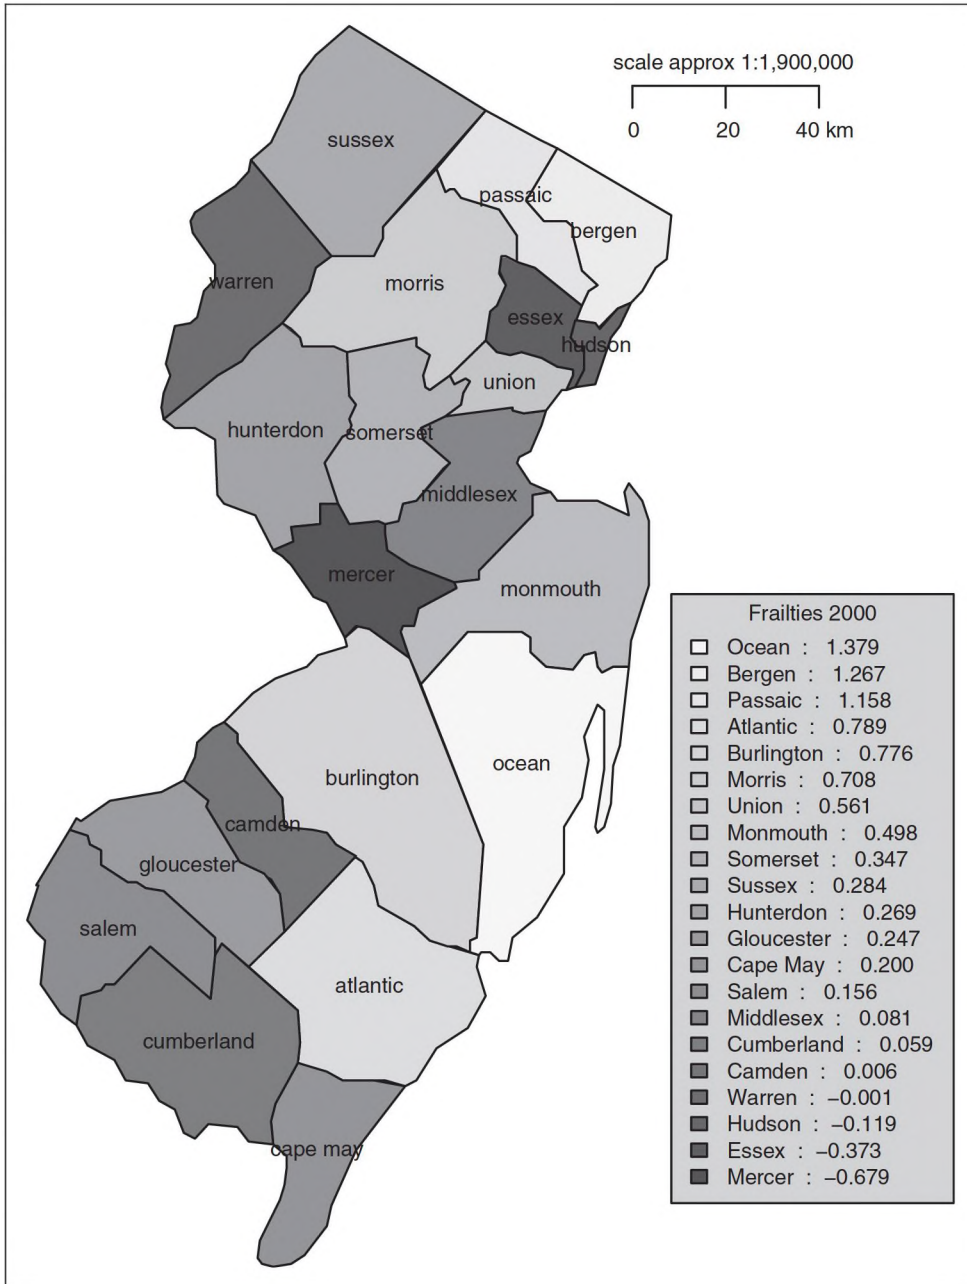 scale approx 1:1,900,000
0 20 40 km
sussex
passaic
bergen
warren
morris
essex
hudson
union
hunterdon
somerset
middlesex
mercer
monmouth
ocean
burlington
camden
gloucester
salem
atlantic
cumberland
cape may
Frailties 2000
Ocean : 1.379
Bergen : 1.267
Passaic : 1.158
Atlantic : 0.789
Burlington : 0.776
Morris : 0.708
Union : 0.561
Monmouth : 0.498
Somerset : 0.347
Sussex : 0.284
Hunterdon : 0.269
Gloucester : 0.247
Cape May : 0.200
Salem : 0.156
Middlesex : 0.081
Cumberland : 0.059
Camden : 0.006
Warren : −0.001
Hudson : −0.119
Essex : −0.373
Mercer : −0.679